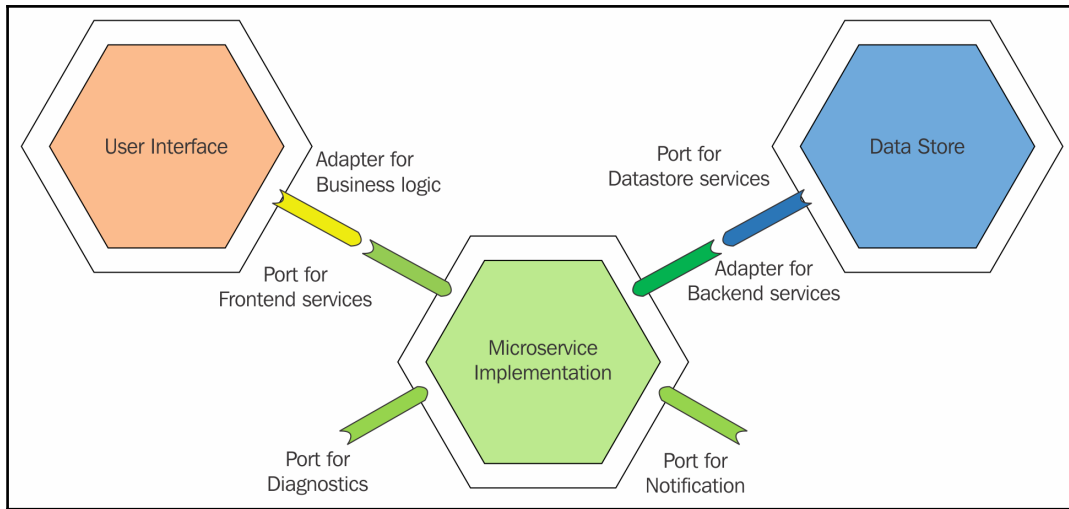 User Interface
Adapter for
Business logic
Port for
Datastore services
Data Store
Port for
Frontend services
Adapter for
Backend services
Microservice
Implementation
Port for
Diagnostics
Port for
Notification